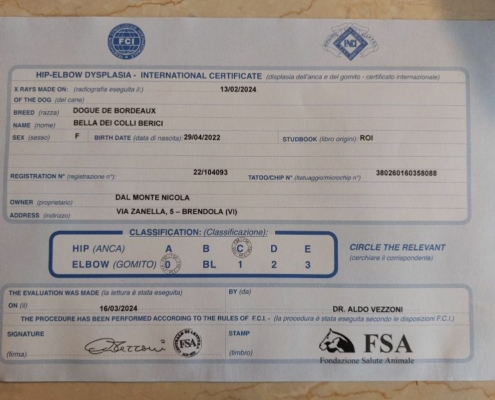 FCI
HIP-ELBOW DYSPLASIA - INTERNATIONAL CERTIFICATE (displasia dell'anca e del gomito - certificato internazionale)
X RAYS MADE ON: (radiografia eseguita il:) 13/02/2024
OF THE DOG (del cane)
BREED (razza) DOGUE DE BORDEAUX
NAME (nome) BELLA DEI COLLI BERICI
SEX (sesso) F BIRTH DATE (data di nascita) 29/04/2022 STUDBOOK (libro origini) ROI
REGISTRATION N° (registrazione n°) 22/104093 TATOO/CHIP N° (tatuaggio/microchip n°) 380260160358088
OWNER (proprietario) DAL MONTE NICOLA
ADDRESS (indirizzo) VIA ZANELLA, 5 – BRENDOLA (VI)
CLASSIFICATION: (Classificazione):
HIP (ANCA) A B C D E CIRCLE THE RELEVANT
ELBOW (GOMITO) 0 BL 1 2 3 (cerchiare il corrispondente)
THE EVALUATION WAS MADE (la lettura è stata eseguita) BY (da)
ON (il) 16/03/2024 DR. ALDO VEZZONI
THE PROCEDURE HAS BEEN PERFORMED ACCORDING TO THE RULES OF F.C.I. - (la procedura è stata eseguita secondo le disposizioni F.C.I.)
SIGNATURE STAMP
(firma) FSA (timbro) FSA
Fondazione Salute Animale